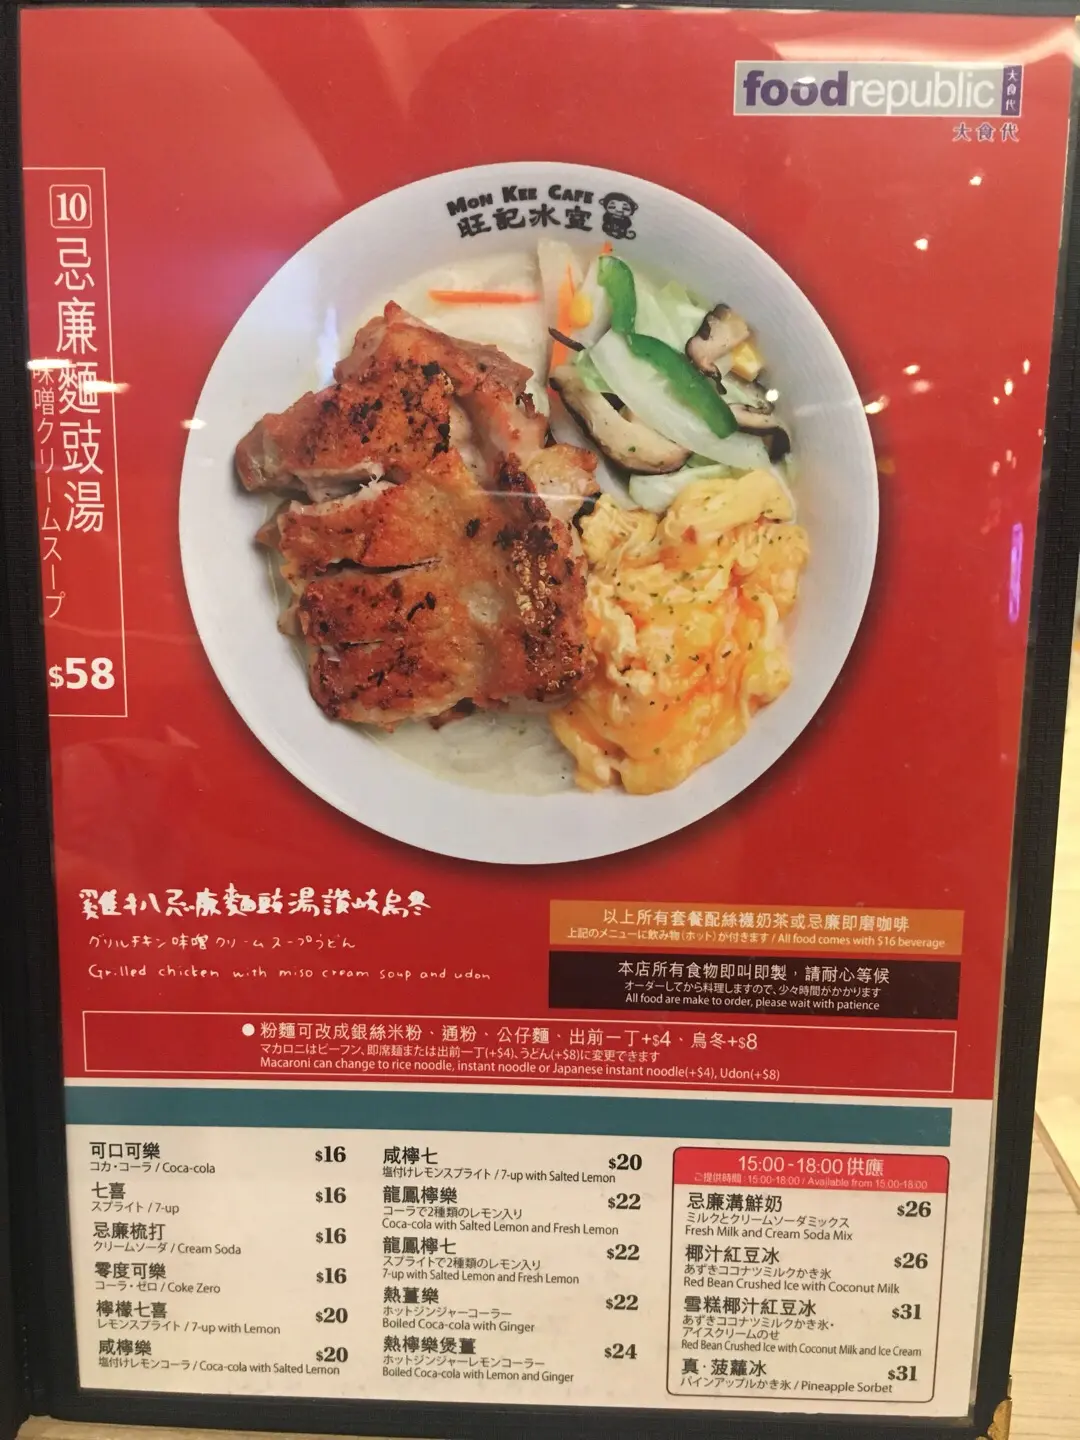 foodrepublic 大食代
大食代
MON KEE CAFE
旺記冰室
10 忌廉麵豉湯
味噌クリームスープ
$58
雞扒忌廉麵豉湯讚岐烏冬
グリルチキン味噌クリームスープうどん
Grilled chicken with miso cream soup and udon
以上所有套餐配絲襪奶茶或忌廉即磨咖啡
上記のメニューに飲み物(ホット)が付きます / All food comes with $16 beverage
本店所有食物即叫即製，請耐心等候
オーダーしてから料理しますので、少々時間がかかります
All food are make to order, please wait with patience
● 粉麵可改成銀絲米粉、通粉、公仔麵、出前一丁+$4、烏冬+$8
マカロニはビーフン、即席麺または出前一丁(+$4)、うどん(+$8)に変更できます
Macaroni can change to rice noodle, instant noodle or Japanese instant noodle(+$4), Udon(+$8)
可口可樂 $16
コカ・コーラ / Coca-cola
七喜 $16
スプライト / 7-up
忌廉梳打 $16
クリームソーダ / Cream Soda
零度可樂 $16
コーラ・ゼロ / Coke Zero
檸檬七喜 $20
レモンスプライト / 7-up with Lemon
咸檸樂 $20
塩付けレモンコーラ / Coca-cola with Salted Lemon
咸檸七 $20
塩付けレモンスプライト / 7-up with Salted Lemon
龍鳳檸樂 $22
コーラで2種類のレモン入り
Coca-cola with Salted Lemon and Fresh Lemon
龍鳳檸七 $22
スプライトで2種類のレモン入り
7-up with Salted Lemon and Fresh Lemon
熱薑樂 $22
ホットジンジャーコーラー
Boiled Coca-cola with Ginger
熱檸樂煲薑 $24
ホットジンジャーレモンコーラー
Boiled Coca-cola with Lemon and Ginger
15:00-18:00 供應
ご提供時間：15:00-18:00 / Available from 15:00-18:00
忌廉溝鮮奶 $26
ミルクとクリームソーダミックス
Fresh Milk and Cream Soda Mix
椰汁紅豆冰 $26
あずきココナツミルクかき氷
Red Bean Crushed Ice with Coconut Milk
雪糕椰汁紅豆冰 $31
あずきココナツミルクかき氷・
アイスクリームのせ
Red Bean Crushed Ice with Coconut Milk and Ice Cream
真・菠蘿冰 $31
パインアップルかき氷 / Pineapple Sorbet